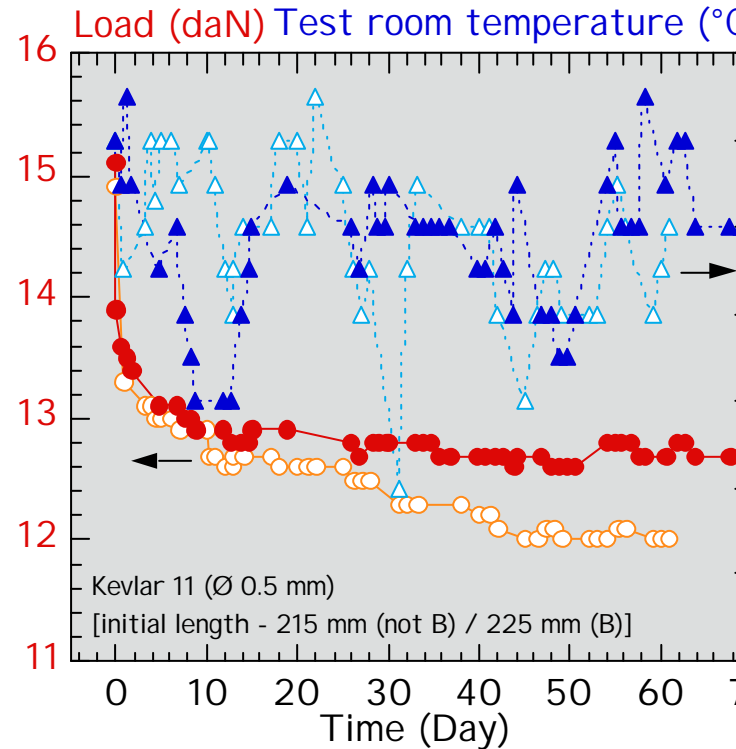 Load (daN) Test room temperature (°C
16
15
14
13
12
11
Kevlar 11 (Ø 0.5 mm)
[initial length - 215 mm (not B) / 225 mm (B)]
0 10 20 30 40 50 60 7
Time (Day)